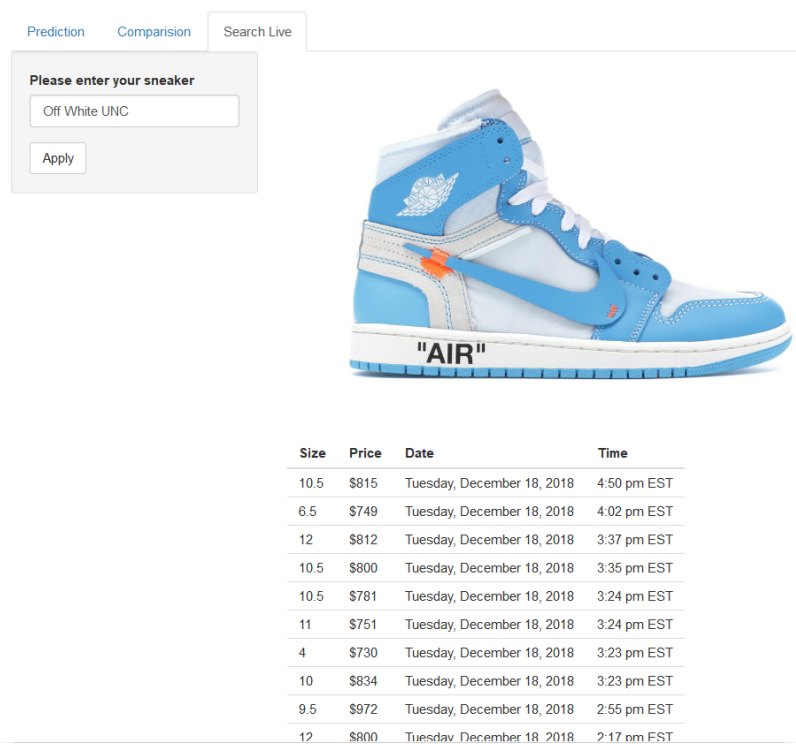 Prediction Comparision Search Live
Please enter your sneaker
Off White UNC
Apply
"AIR"
Size Price Date Time
10.5 $815 Tuesday, December 18, 2018 4:50 pm EST
6.5 $749 Tuesday, December 18, 2018 4:02 pm EST
12 $812 Tuesday, December 18, 2018 3:37 pm EST
10.5 $800 Tuesday, December 18, 2018 3:35 pm EST
10.5 $781 Tuesday, December 18, 2018 3:24 pm EST
11 $751 Tuesday, December 18, 2018 3:24 pm EST
4 $730 Tuesday, December 18, 2018 3:23 pm EST
10 $834 Tuesday, December 18, 2018 3:23 pm EST
9.5 $972 Tuesday, December 18, 2018 2:55 pm EST
12 $800 Tuesday, December 18, 2018 2:17 pm EST